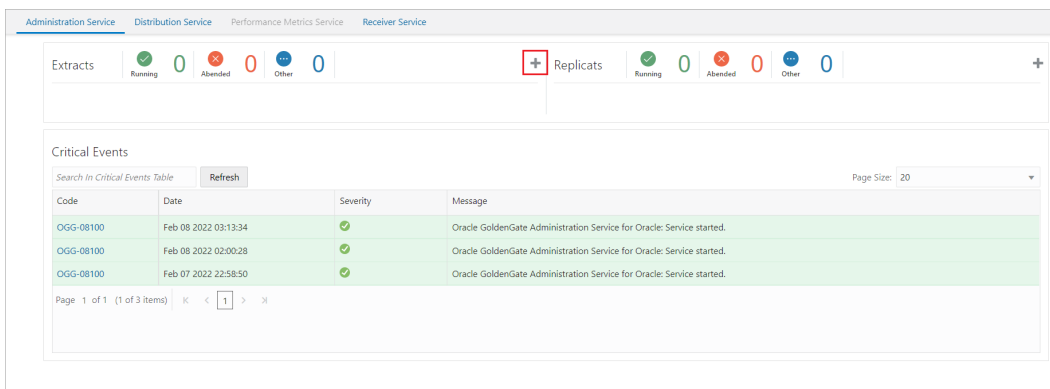 Administration Service Distribution Service Performance Metrics Service Receiver Service
Extracts Running 0 Abended 0 Other 0 Replicats Running 0 Abended 0 Other 0
Critical Events
Search In Critical Events Table Refresh Page Size: 20
Code Date Severity Message
OGG-08100 Feb 08 2022 03:13:34 Oracle GoldenGate Administration Service for Oracle: Service started.
OGG-08100 Feb 08 2022 02:00:28 Oracle GoldenGate Administration Service for Oracle: Service started.
OGG-08100 Feb 07 2022 22:58:50 Oracle GoldenGate Administration Service for Oracle: Service started.
Page 1 of 1 (1 of 3 items) 1